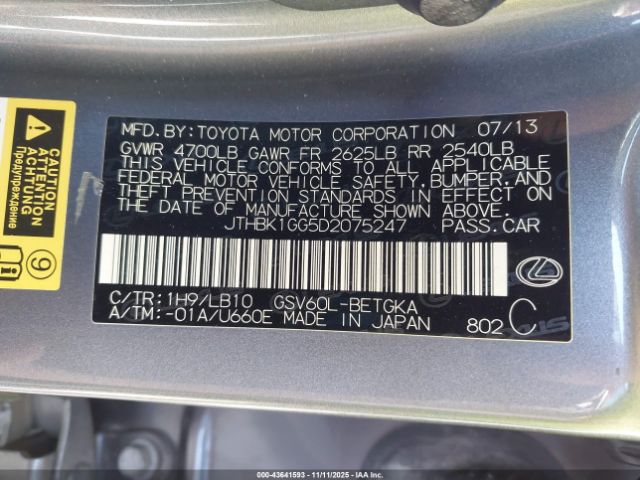 MFD.BY:TOYOTA MOTOR CORPORATION 07/13
GVWR 4700LB GAWR FR 2625LB RR 2540LB
THIS VEHICLE CONFORMS TO ALL APPLICABLE
FEDERAL MOTOR VEHICLE SAFETY,BUMPER,AND
THEFT PREVENTION STANDARDS IN EFFECT ON
THE DATE OF MANUFACTURE SHOWN ABOVE.
JTHBK1GG5D2075247 PASS.CAR
C/TR:1H9/LB10 GSV60L-BETGKA
A/TM:-01A/U660E MADE IN JAPAN 802 C
CAUTION
ATTENTION
ACHTUNG
Предупреждение
9
000-43641593 - 11/11/2025 - IAAI.COM